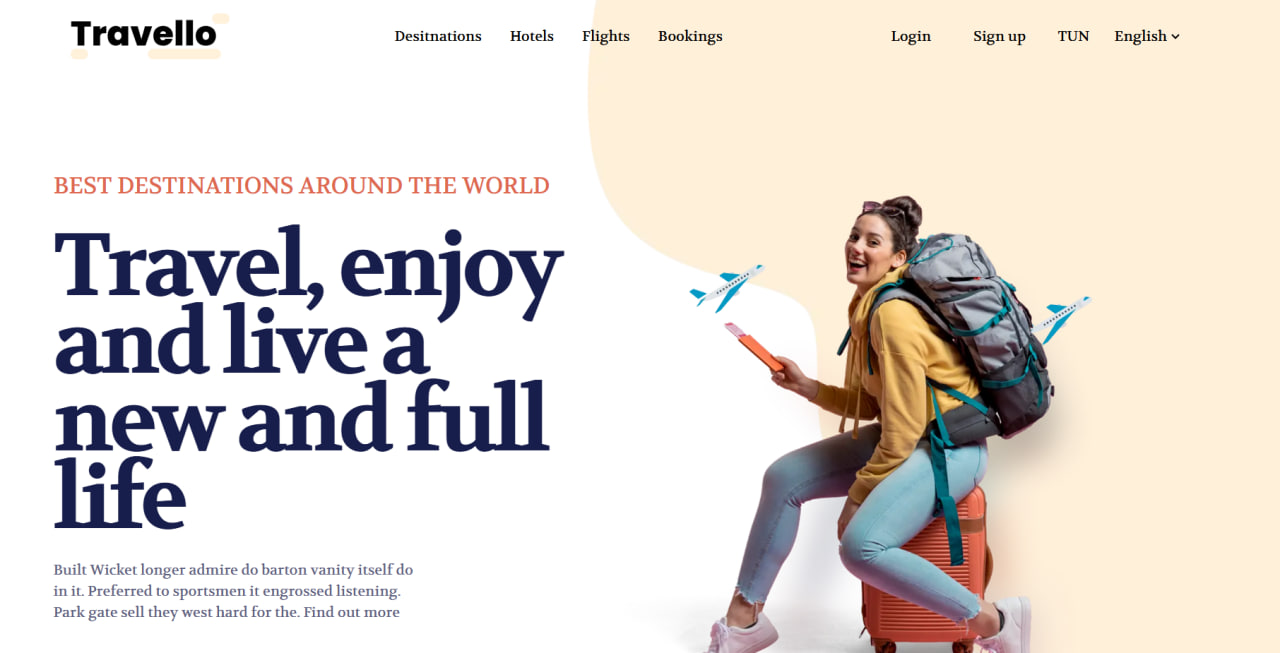 Travello
Desitnations Hotels Flights Bookings Login Sign up TUN English
BEST DESTINATIONS AROUND THE WORLD
Travel, enjoy
and live a
new and full
life
Built Wicket longer admire do barton vanity itself do
in it. Preferred to sportsmen it engrossed listening.
Park gate sell they west hard for the. Find out more